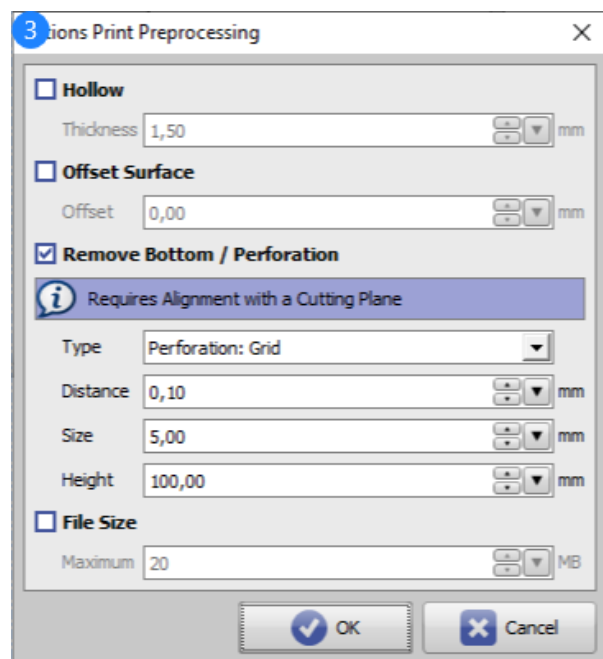 3
tions Print Preprocessing
Hollow
Thickness 1,50 mm
Offset Surface
Offset 0,00 mm
Remove Bottom / Perforation
Requires Alignment with a Cutting Plane
Type Perforation: Grid
Distance 0,10 mm
Size 5,00 mm
Height 100,00 mm
File Size
Maximum 20 MB
OK Cancel